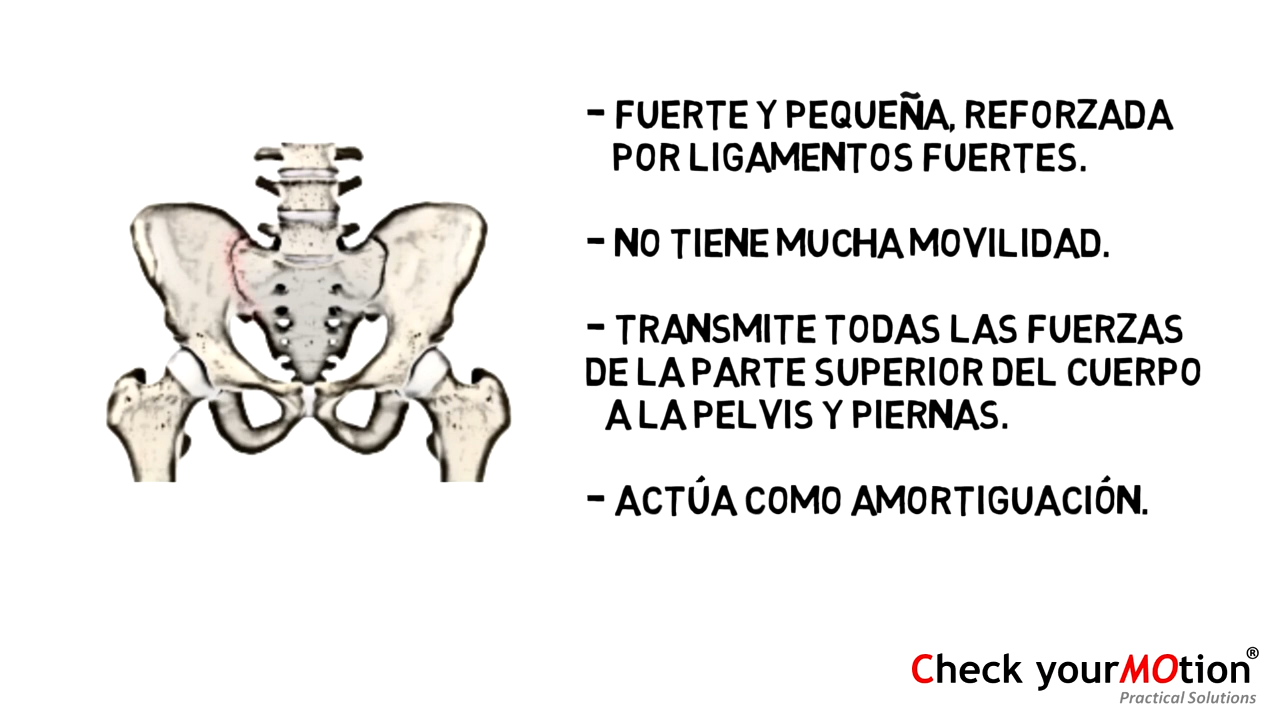 - FUERTE Y PEQUEÑA, REFORZADA
POR LIGAMENTOS FUERTES.
- NO TIENE MUCHA MOVILIDAD.
- TRANSMITE TODAS LAS FUERZAS
DE LA PARTE SUPERIOR DEL CUERPO
A LA PELVIS Y PIERNAS.
- ACTÚA COMO AMORTIGUACIÓN.
Check yourMOtion®
Practical Solutions